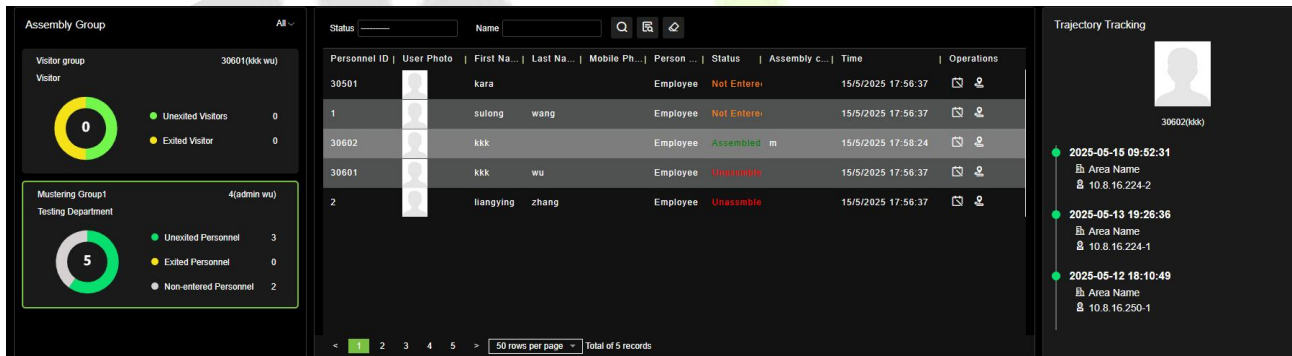 Assembly Group All
Visitor group 30601(kkk wu)
Visitor
0
Unexited Visitors 0
Exited Visitor 0
Mustering Group1 4(admin wu)
Testing Department
5
Unexited Personnel 3
Exited Personnel 0
Non-entered Personnel 2
Status --------- Name
Personnel ID | User Photo | First Na... | Last Na... | Mobile Ph... | Person ... | Status | Assembly c... | Time | Operations
30501 kara Employee Not Entere 15/5/2025 17:56:37
1 sulong wang Employee Not Entere 15/5/2025 17:56:37
30602 kkk Employee Assembled m 15/5/2025 17:58:24
30601 kkk wu Employee Unassmble 15/5/2025 17:56:37
2 liangying zhang Employee Unassmble 15/5/2025 17:56:37
< 1 2 3 4 5 > 50 rows per page Total of 5 records
Trajectory Tracking
30602(kkk)
2025-05-15 09:52:31
Area Name
10.8.16.224-2
2025-05-13 19:26:36
Area Name
10.8.16.224-1
2025-05-12 18:10:49
Area Name
10.8.16.250-1